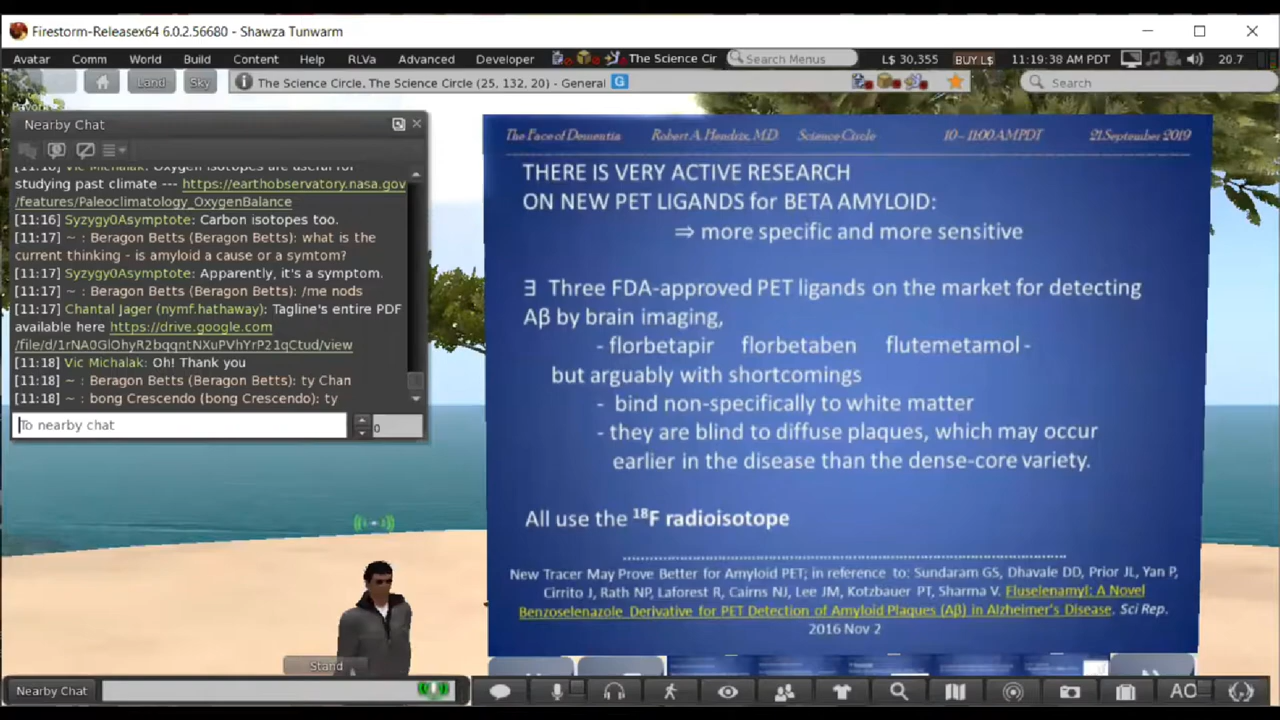 Firestorm-Releasex64 6.0.2.56680 - Shawza Tunwarm
Avatar Comm World Build Content Help RLVa Advanced Developer The Science Cir Search Menus L$ 30,355 BUY L$ 11:19:38 AM PDT 20.7
Land Sky The Science Circle, The Science Circle (25, 132, 20) - General G Search
Nearby Chat
studying past climate --- https://earthobservatory.nasa.gov
/features/Paleoclimatology_OxygenBalance
[11:16] Syzygy0Asymptote: Carbon isotopes too.
[11:17] ~ : Beragon Betts (Beragon Betts): what is the
current thinking - is amyloid a cause or a symtom?
[11:17] Syzygy0Asymptote: Apparently, it's a symptom.
[11:17] ~ : Beragon Betts (Beragon Betts): /me nods
[11:17] Chantal Jager (nymf.hathaway): Tagline's entire PDF
available here https://drive.google.com
[11:18] Vic Michalak: Oh! Thank you
[11:18] ~ : Beragon Betts (Beragon Betts): ty Chan
[11:18] ~ : bong Crescendo (bong Crescendo): ty
To nearby chat
0
The Face of Dementia Robert A. Hendrix, MD Science Circle 10 - 11:00 AM PDT 21 September 2019
THERE IS VERY ACTIVE RESEARCH
ON NEW PET LIGANDS for BETA AMYLOID:
⇒ more specific and more sensitive
∃ Three FDA-approved PET ligands on the market for detecting
Aβ by brain imaging,
- florbetapir florbetaben flutemetamol -
but arguably with shortcomings
- bind non-specifically to white matter
- they are blind to diffuse plaques, which may occur
earlier in the disease than the dense-core variety.
All use the ¹⁸F radioisotope
New Tracer May Prove Better for Amyloid PET; in reference to: Sundaram GS, Dhavale DD, Prior JL, Yan P,
Cirrito J, Rath NP, Laforest R, Cairns NJ, Lee JM, Kotzbauer PT, Sharma V. Fluselenamyl: A Novel
Benzoselenazole Derivative for PET Detection of Amyloid Plaques (Aβ) in Alzheimer's Disease. Sci Rep.
2016 Nov 2
Stand
Nearby Chat
AO